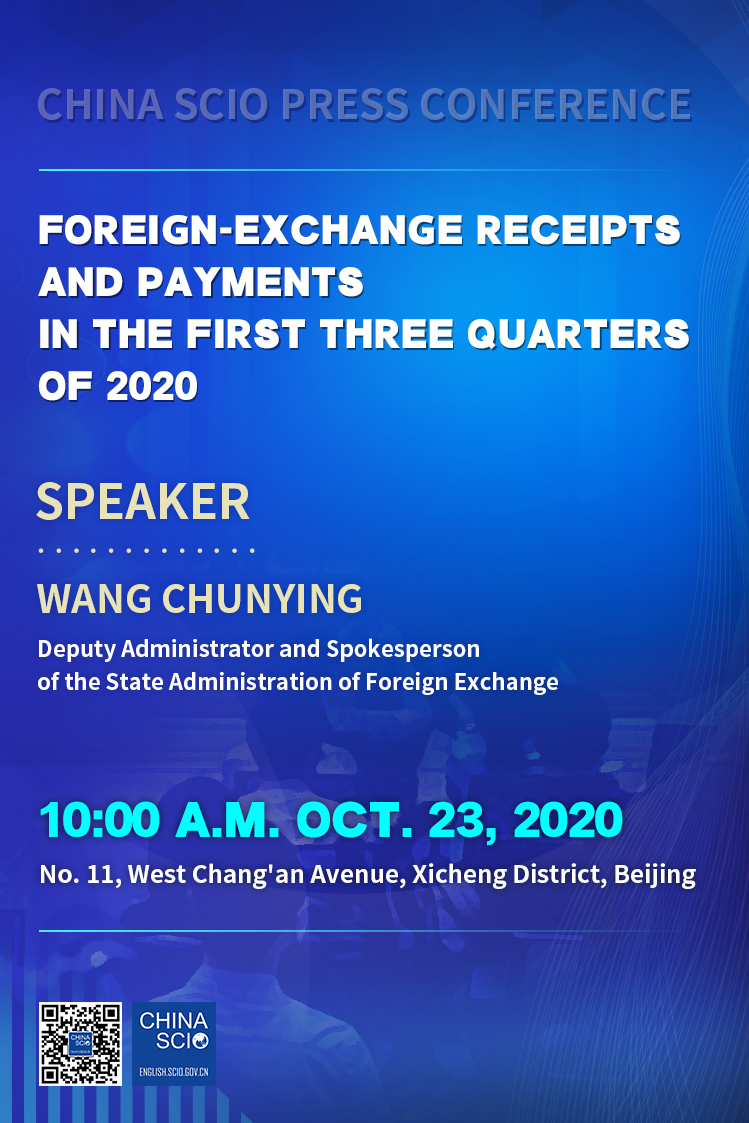 CHINA SCIO PRESS CONFERENCE
FOREIGN-EXCHANGE RECEIPTS
AND PAYMENTS
IN THE FIRST THREE QUARTERS
OF 2020
SPEAKER
WANG CHUNYING
Deputy Administrator and Spokesperson
of the State Administration of Foreign Exchange
10:00 A.M. OCT. 23, 2020
No. 11, West Chang'an Avenue, Xicheng District, Beijing
CHINA
SCIO
CHINA
SCIO
ENGLISH.SCIO.GOV.CN